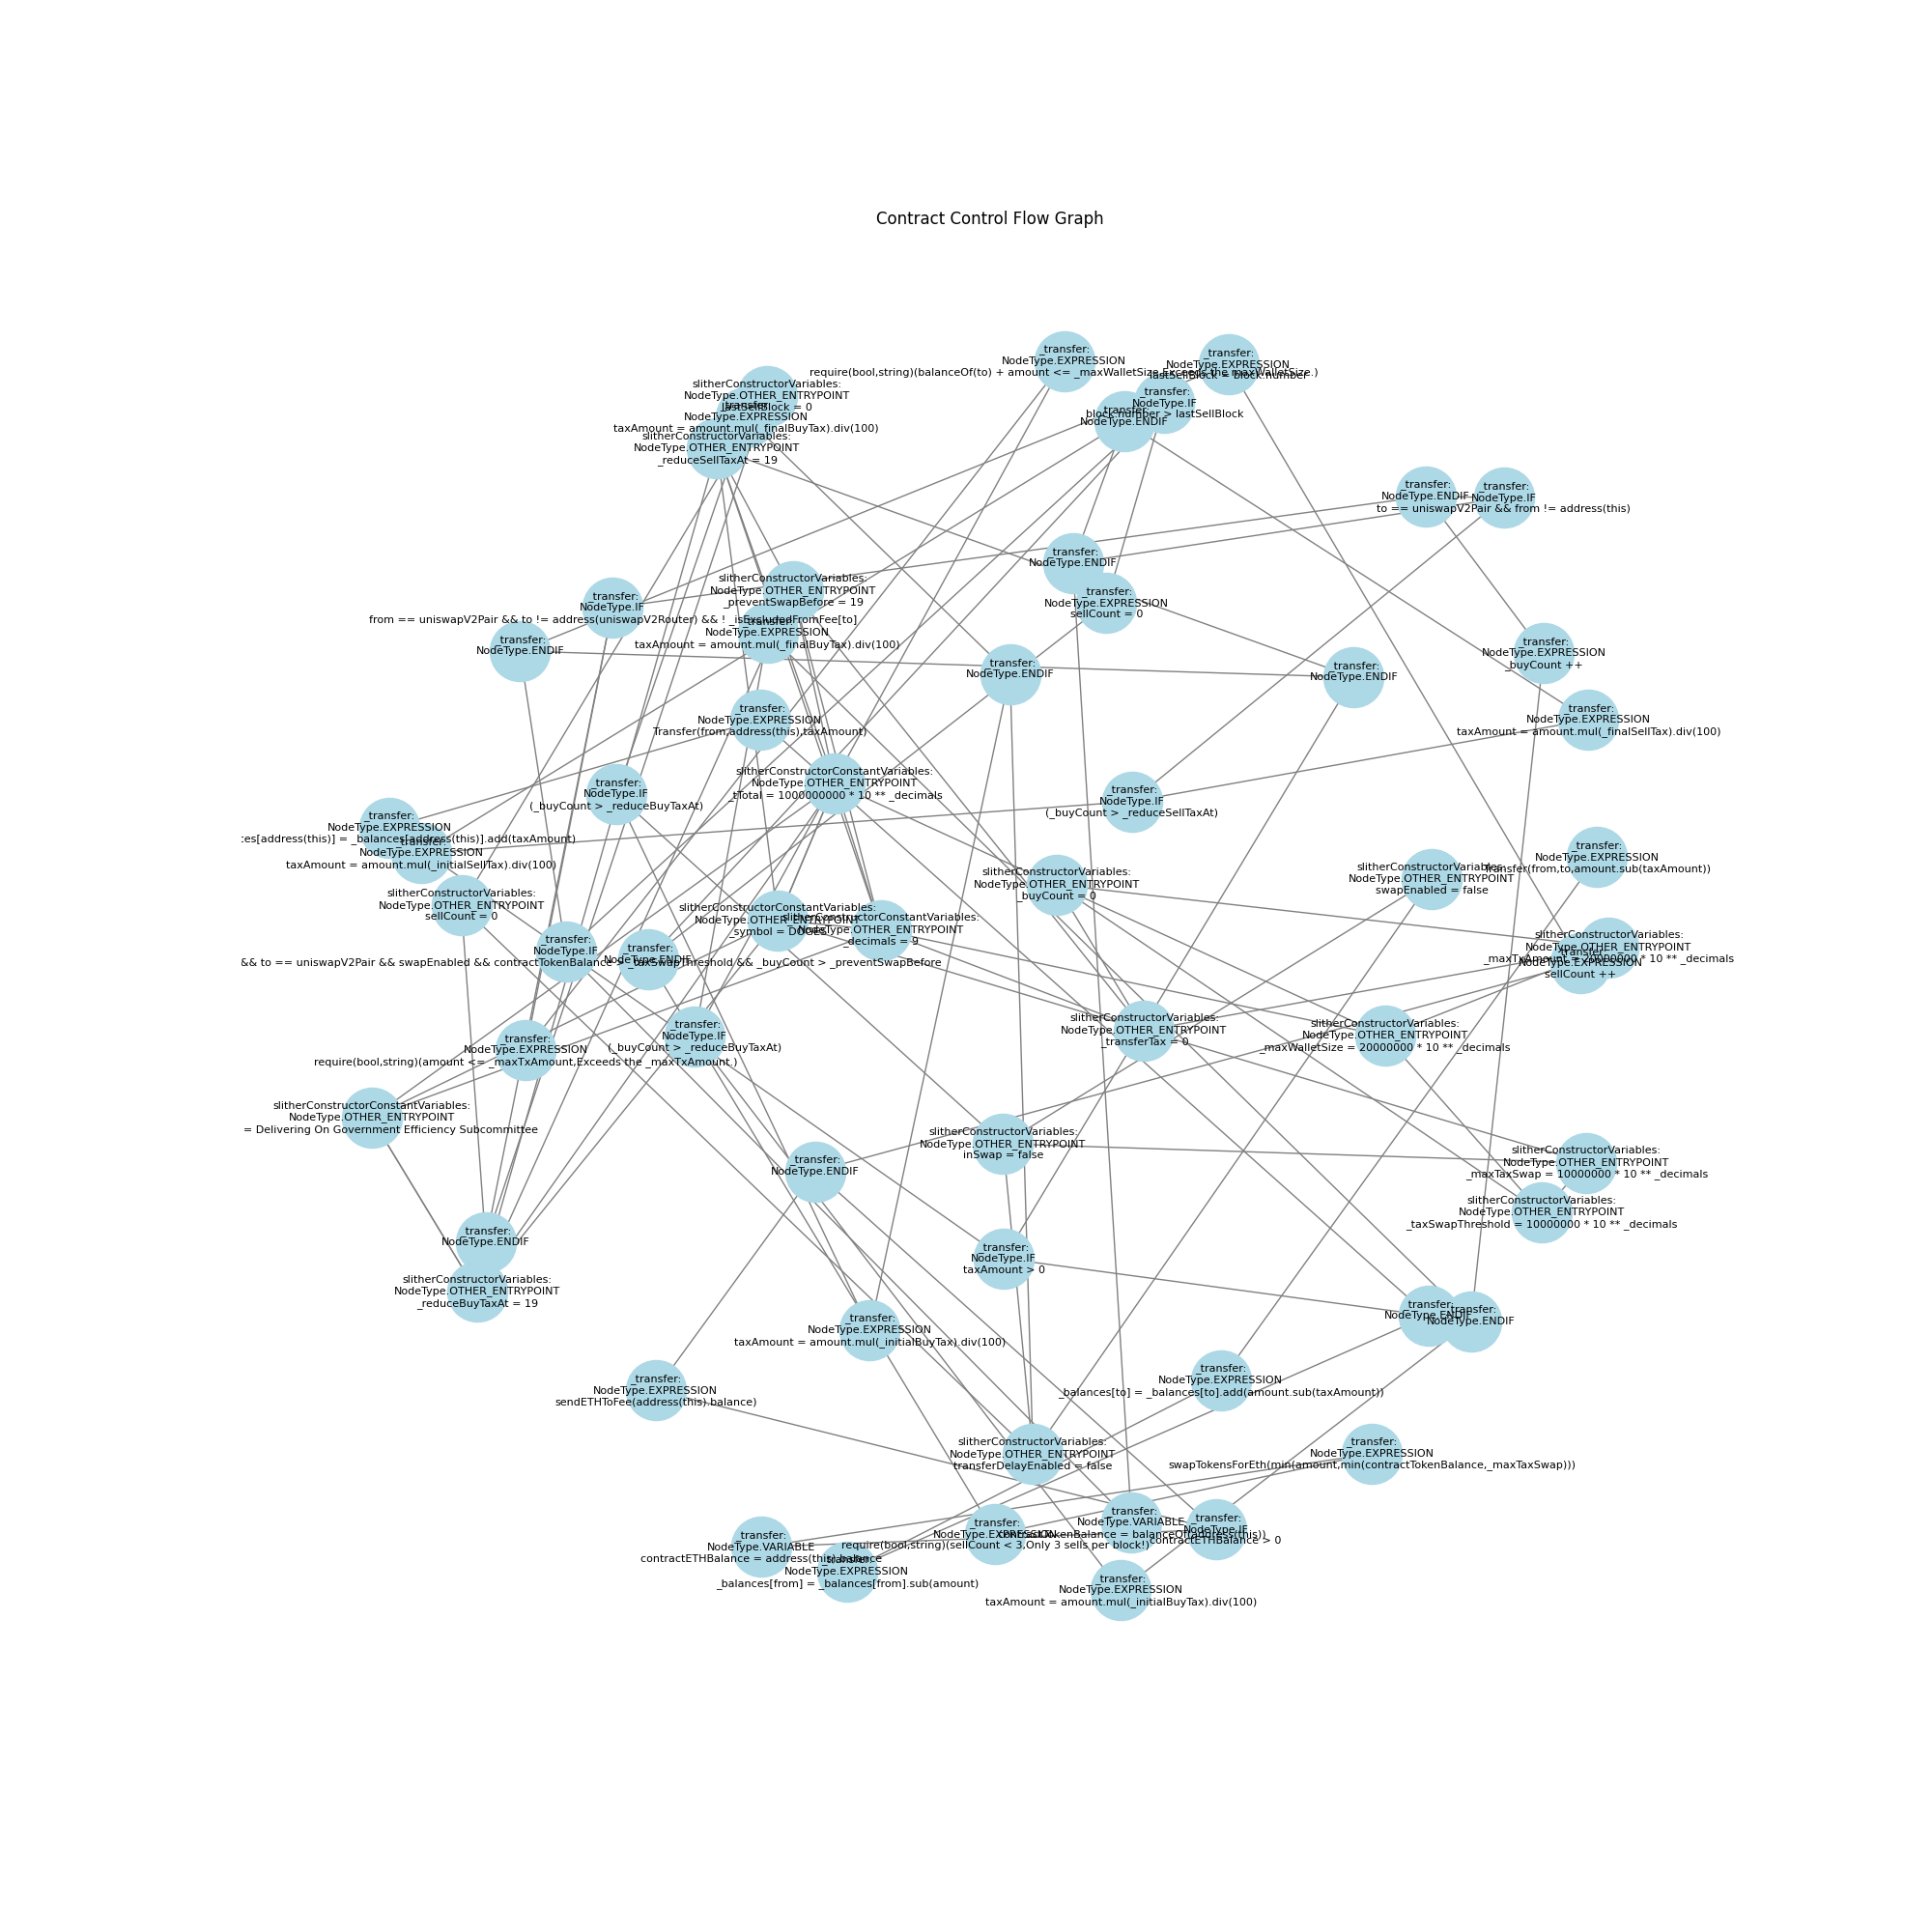 Contract Control Flow Graph
_transfer:
NodeType.EXPRESSION
require(bool,string)(balanceOf(to) + amount <= _maxWalletSize,Exceeds the maxWalletSize.)
_transfer:
NodeType.EXPRESSION
lastSellBlock = block.number
slitherConstructorVariables:
NodeType.OTHER_ENTRYPOINT
lastSellBlock = 0
_transfer:
NodeType.EXPRESSION
taxAmount = amount.mul(_finalBuyTax).div(100)
slitherConstructorVariables:
NodeType.OTHER_ENTRYPOINT
_reduceSellTaxAt = 19
_transfer:
NodeType.IF
block.number > lastSellBlock
_transfer:
NodeType.ENDIF
_transfer:
NodeType.ENDIF
_transfer:
NodeType.IF
to == uniswapV2Pair && from != address(this)
_transfer:
NodeType.ENDIF
_transfer:
NodeType.EXPRESSION
sellCount = 0
slitherConstructorVariables:
NodeType.OTHER_ENTRYPOINT
_preventSwapBefore = 19
_transfer:
NodeType.IF
from == uniswapV2Pair && to != address(uniswapV2Router) && ! _isExcludedFromFee[to]
_transfer:
NodeType.EXPRESSION
taxAmount = amount.mul(_finalBuyTax).div(100)
_transfer:
NodeType.ENDIF
_transfer:
NodeType.ENDIF
_transfer:
NodeType.ENDIF
_transfer:
NodeType.EXPRESSION
_buyCount ++
_transfer:
NodeType.EXPRESSION
Transfer(from,address(this),taxAmount)
_transfer:
NodeType.EXPRESSION
taxAmount = amount.mul(_finalSellTax).div(100)
slitherConstructorConstantVariables:
NodeType.OTHER_ENTRYPOINT
_tTotal = 1000000000 * 10 ** _decimals
_transfer:
NodeType.IF
(_buyCount > _reduceBuyTaxAt)
_transfer:
NodeType.IF
(_buyCount > _reduceSellTaxAt)
_transfer:
NodeType.EXPRESSION
:es[address(this)] = _balances[address(this)].add(taxAmount)
_transfer:
NodeType.EXPRESSION
taxAmount = amount.mul(_initialSellTax).div(100)
_transfer:
NodeType.EXPRESSION
Transfer(from,to,amount.sub(taxAmount))
slitherConstructorVariables:
NodeType.OTHER_ENTRYPOINT
swapEnabled = false
slitherConstructorVariables:
NodeType.OTHER_ENTRYPOINT
_buyCount = 0
slitherConstructorVariables:
NodeType.OTHER_ENTRYPOINT
sellCount = 0
slitherConstructorConstantVariables:
NodeType.OTHER_ENTRYPOINT
_symbol = DOGES
slitherConstructorConstantVariables:
NodeType.OTHER_ENTRYPOINT
_decimals = 9
_transfer:
NodeType.IF
&& to == uniswapV2Pair && swapEnabled && contractTokenBalance > _taxSwapThreshold && _buyCount > _preventSwapBefore
_transfer:
NodeType.ENDIF
slitherConstructorVariables:
NodeType.OTHER_ENTRYPOINT
_maxTxAmount = 20000000 * 10 ** _decimals
_transfer:
NodeType.EXPRESSION
sellCount ++
slitherConstructorVariables:
NodeType.OTHER_ENTRYPOINT
_transferTax = 0
slitherConstructorVariables:
NodeType.OTHER_ENTRYPOINT
_maxWalletSize = 20000000 * 10 ** _decimals
_transfer:
NodeType.IF
(_buyCount > _reduceBuyTaxAt)
_transfer:
NodeType.EXPRESSION
require(bool,string)(amount <= _maxTxAmount,Exceeds the _maxTxAmount.)
slitherConstructorConstantVariables:
NodeType.OTHER_ENTRYPOINT
= Delivering On Government Efficiency Subcommittee
slitherConstructorVariables:
NodeType.OTHER_ENTRYPOINT
inSwap = false
_transfer:
NodeType.ENDIF
slitherConstructorVariables:
NodeType.OTHER_ENTRYPOINT
_maxTaxSwap = 10000000 * 10 ** _decimals
slitherConstructorVariables:
NodeType.OTHER_ENTRYPOINT
_taxSwapThreshold = 10000000 * 10 ** _decimals
_transfer:
NodeType.ENDIF
slitherConstructorVariables:
NodeType.OTHER_ENTRYPOINT
_reduceBuyTaxAt = 19
_transfer:
NodeType.IF
taxAmount > 0
_transfer:
NodeType.ENDIF
_transfer:
NodeType.ENDIF
_transfer:
NodeType.EXPRESSION
taxAmount = amount.mul(_initialBuyTax).div(100)
_transfer:
NodeType.EXPRESSION
sendETHToFee(address(this).balance)
_transfer:
NodeType.EXPRESSION
_balances[to] = _balances[to].add(amount.sub(taxAmount))
slitherConstructorVariables:
NodeType.OTHER_ENTRYPOINT
transferDelayEnabled = false
_transfer:
NodeType.EXPRESSION
swapTokensForEth(min(amount,min(contractTokenBalance,_maxTaxSwap)))
_transfer:
NodeType.VARIABLE
contractETHBalance = address(this).balance
_transfer:
NodeType.EXPRESSION
require(bool,string)(sellCount < 3,Only 3 sells per block!)
_transfer:
NodeType.VARIABLE
contractTokenBalance = balanceOf(address(this))
_transfer:
NodeType.IF
contractETHBalance > 0
_transfer:
NodeType.EXPRESSION
_balances[from] = _balances[from].sub(amount)
_transfer:
NodeType.EXPRESSION
taxAmount = amount.mul(_initialBuyTax).div(100)